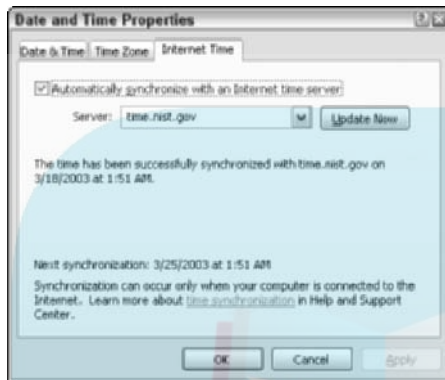 Date and Time Properties
Date & Time Time Zone Internet Time
Automatically synchronize with an Internet time server
Server: time.nist.gov Update Now
The time has been successfully synchronized with time.nist.gov on
3/18/2003 at 1:51 AM.
Next synchronization: 3/25/2003 at 1:51 AM
Synchronization can occur only when your computer is connected to the
Internet. Learn more about time synchronization in Help and Support
Center.
OK Cancel Apply